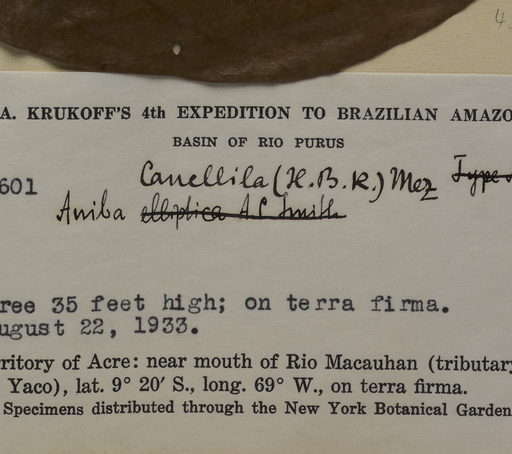 A. KRUKOFF'S 4th EXPEDITION TO BRAZILIAN AMAZO
BASIN OF RIO PURUS
601
Canellila (H.B.K.) Mez Type
Aniba elliptica A C Smith
ree 35 feet high; on terra firma.
ugust 22, 1933.
rritory of Acre: near mouth of Rio Macauhan (tributary
Yaco), lat. 9° 20′ S., long. 69° W., on terra firma.
Specimens distributed through the New York Botanical Garden